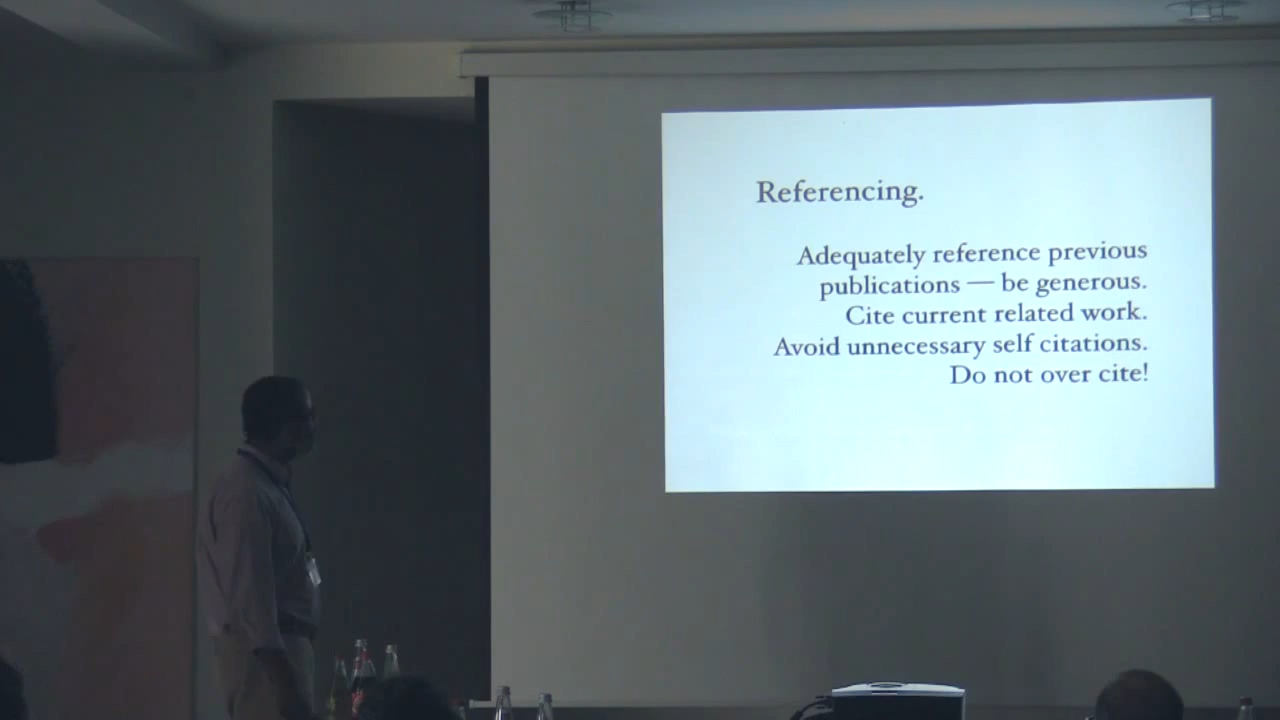 Referencing.
Adequately reference previous
publications — be generous.
Cite current related work.
Avoid unnecessary self citations.
Do not over cite!